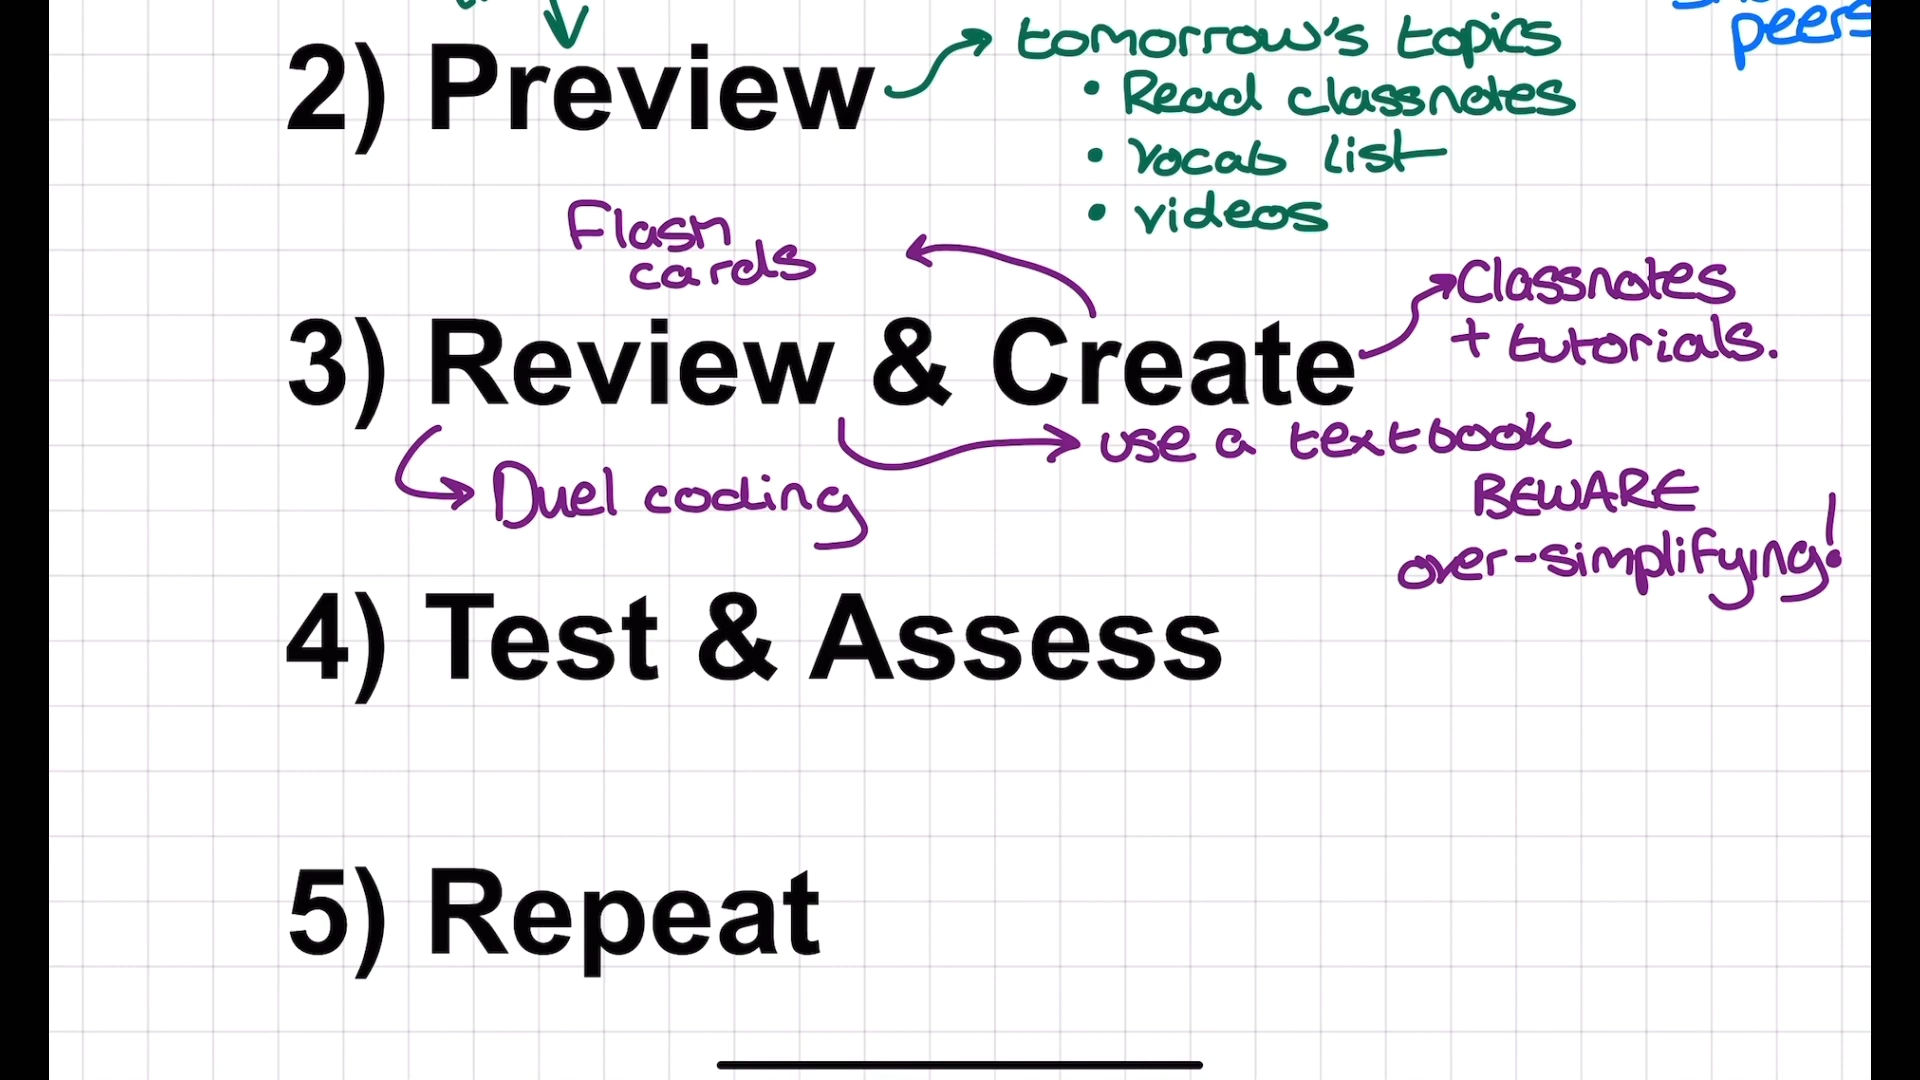 peers
2) Preview
tomorrow's topics
• Read classnotes
• vocab list
• videos
Flash
cards
3) Review & Create
Classnotes
+ tutorials.
Duel coding
use a textbook
BEWARE
over-simplifying!
4) Test & Assess
5) Repeat